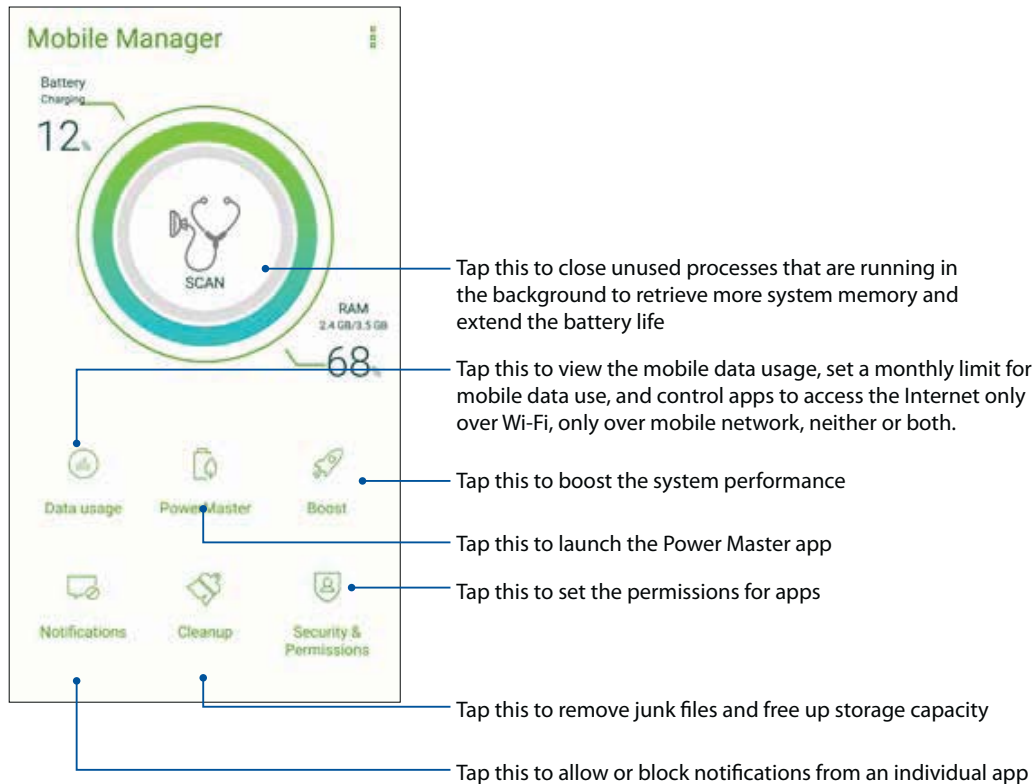 Mobile Manager
Battery
Charging
12%
SCAN
RAM
2.4 GB/3.5 GB
68%
Data usage
PowerMaster
Boost
Notifications
Cleanup
Security &
Permissions
Tap this to close unused processes that are running in
the background to retrieve more system memory and
extend the battery life
Tap this to view the mobile data usage, set a monthly limit for
mobile data use, and control apps to access the Internet only
over Wi-Fi, only over mobile network, neither or both.
Tap this to boost the system performance
Tap this to launch the Power Master app
Tap this to set the permissions for apps
Tap this to remove junk files and free up storage capacity
Tap this to allow or block notifications from an individual app